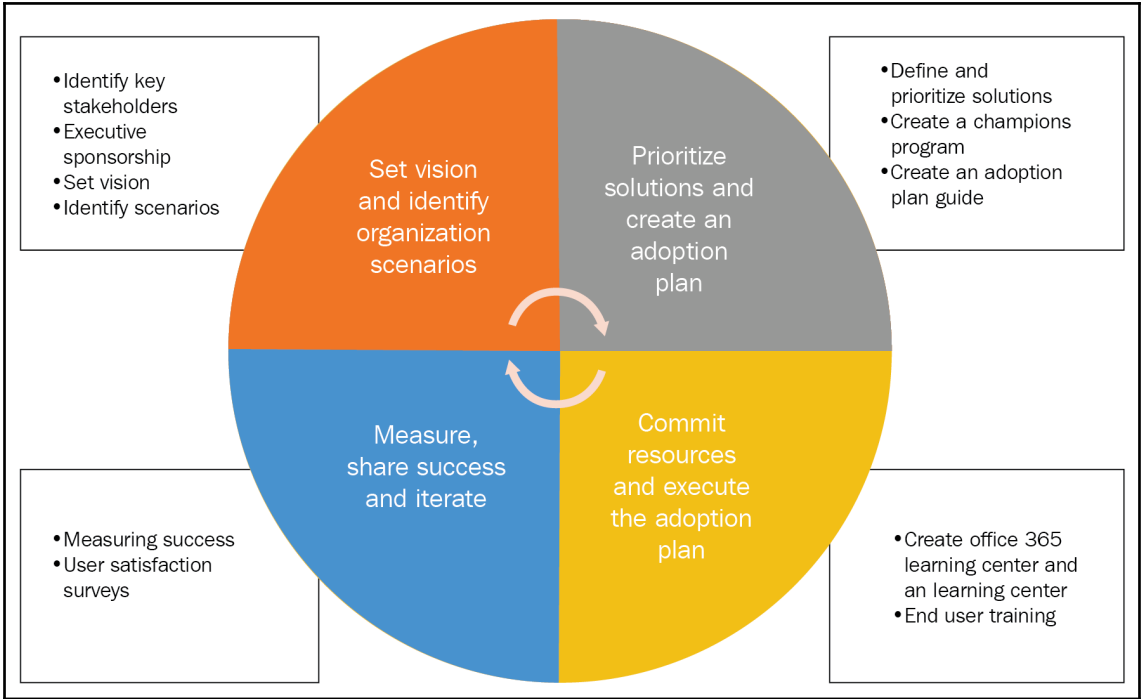 •Identify key
stakeholders
•Executive
sponsorship
•Set vision
•Identify scenarios
Set vision
and identify
organization
scenarios
Prioritize
solutions and
create an
adoption
plan
•Define and
prioritize solutions
•Create a champions
program
•Create an adoption
plan guide
•Measuring success
•User satisfaction
surveys
Measure,
share success
and iterate
Commit
resources
and execute
the adoption
plan
•Create office 365
learning center and
an learning center
•End user training